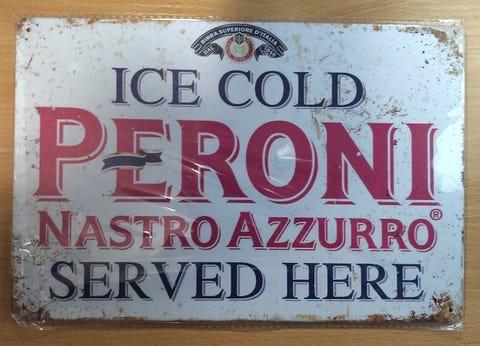 BIRRA SUPERIORE D'ITALIA
ICE COLD
PERONI
NASTRO AZZURRO®
SERVED HERE